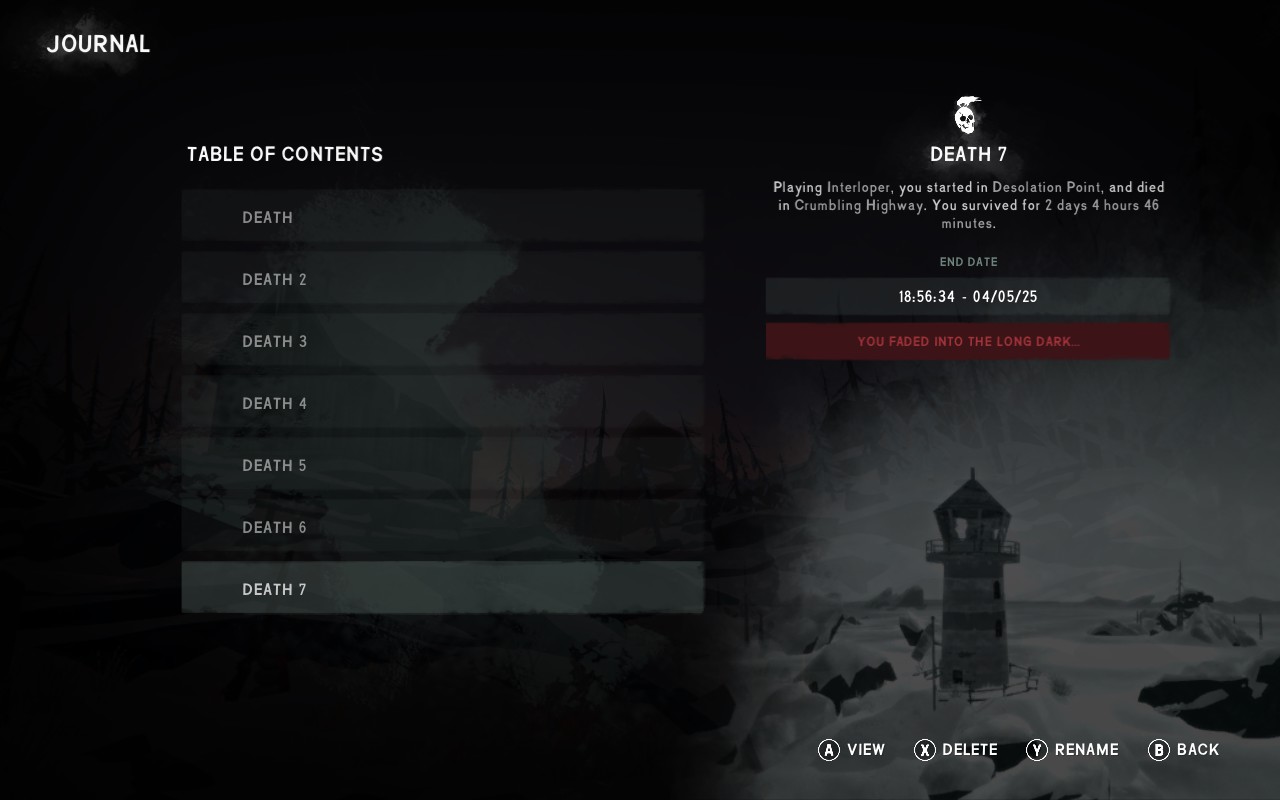 JOURNAL
TABLE OF CONTENTS
DEATH
DEATH 2
DEATH 3
DEATH 4
DEATH 5
DEATH 6
DEATH 7
DEATH 7
Playing Interloper, you started in Desolation Point, and died
in Crumbling Highway. You survived for 2 days 4 hours 46
minutes.
END DATE
18:56:34 - 04/05/25
YOU FADED INTO THE LONG DARK...
A VIEW X DELETE Y RENAME B BACK